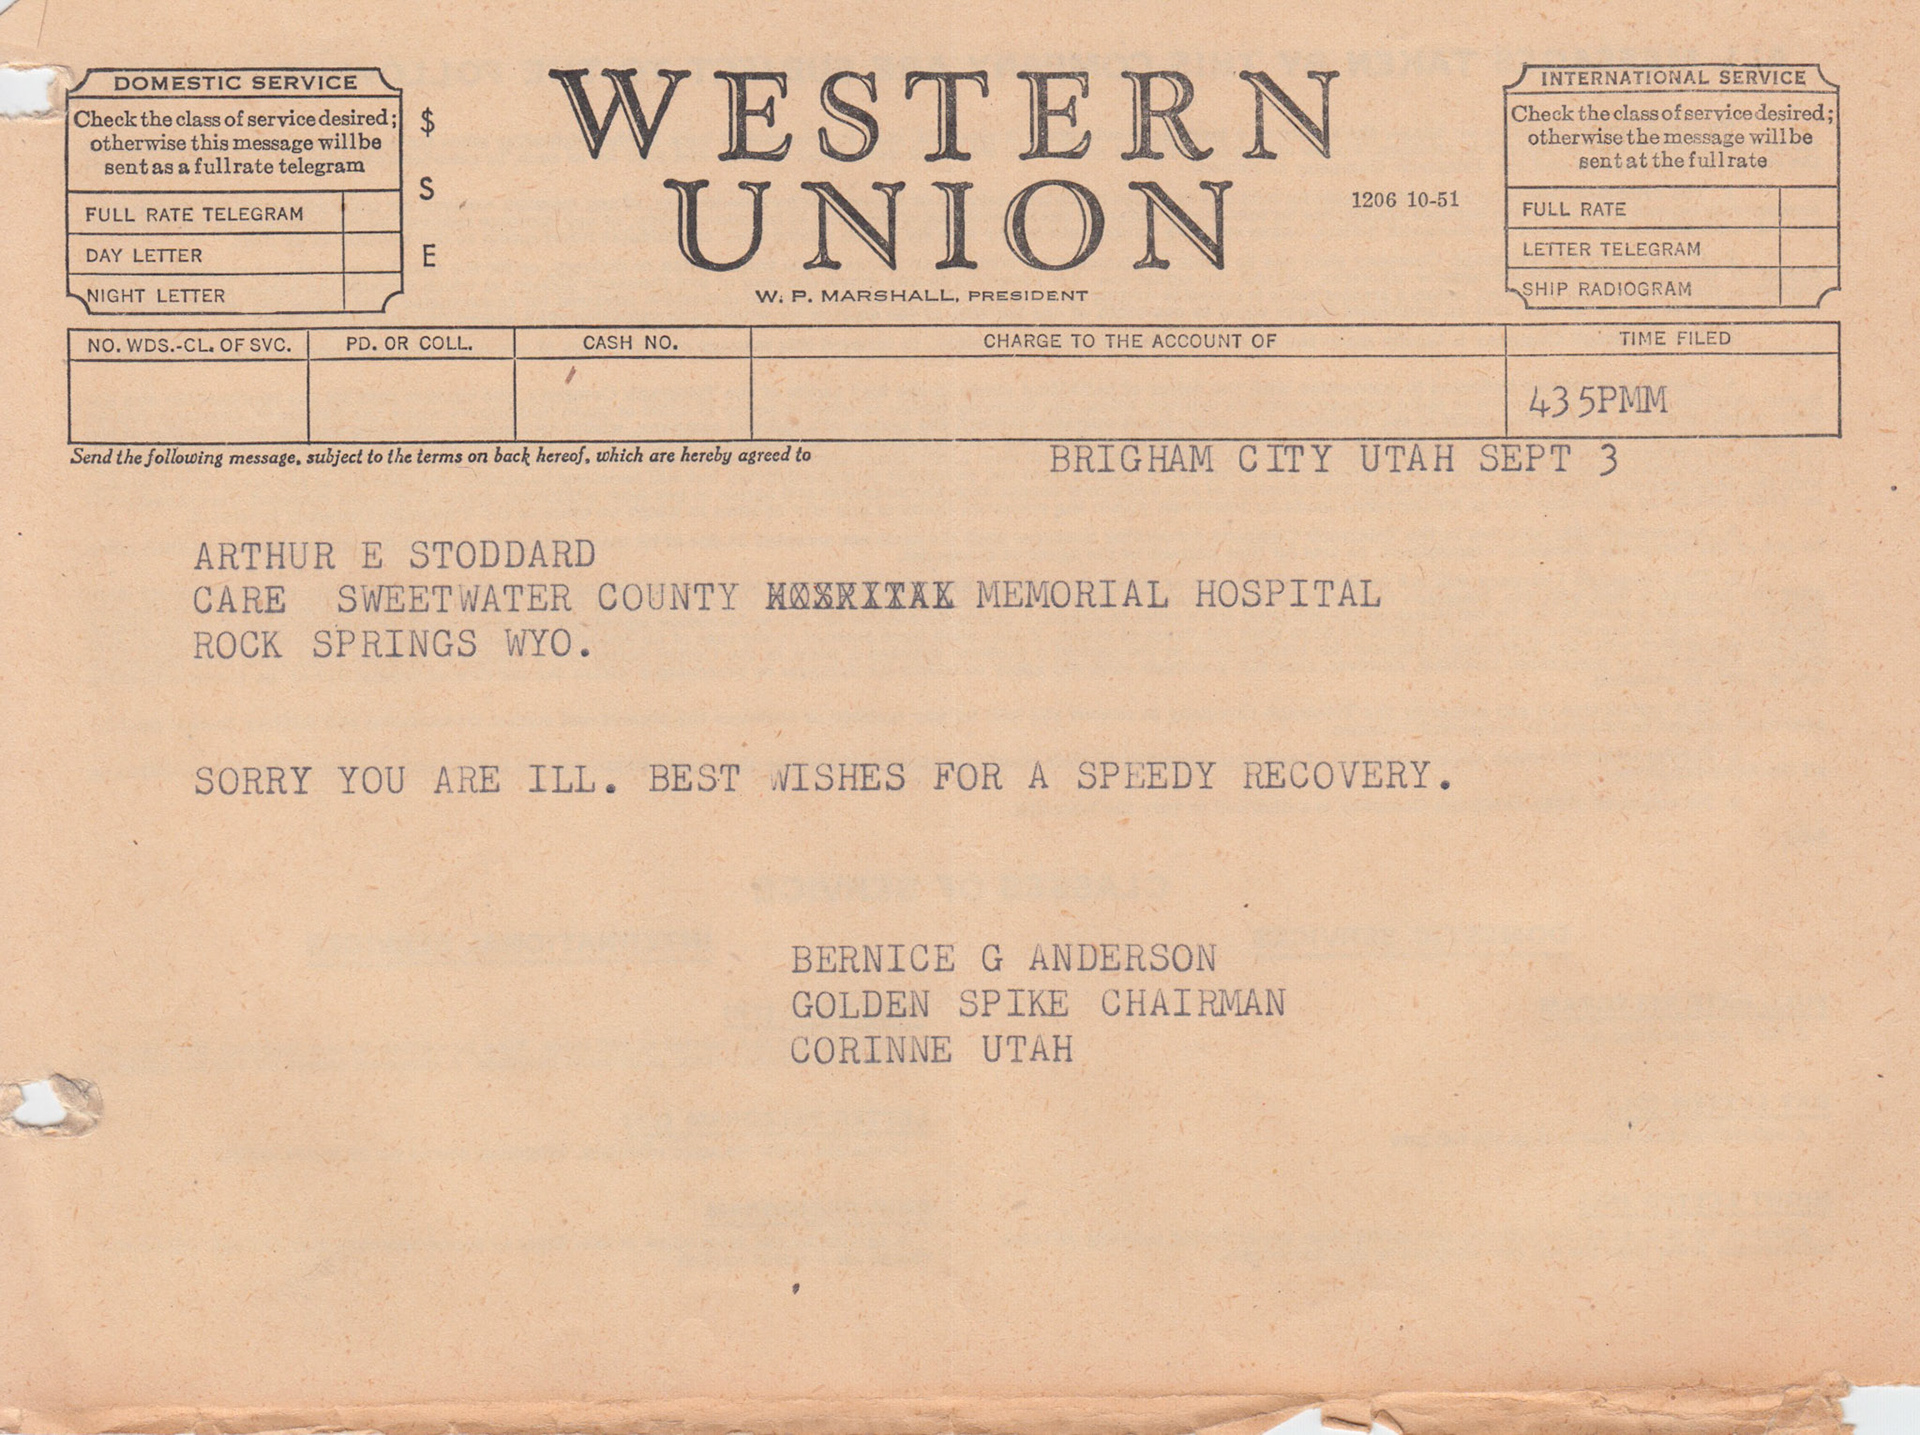 DOMESTIC SERVICE
Check the class of service desired;
otherwise this message will be
sent as a full rate telegram
FULL RATE TELEGRAM
DAY LETTER
NIGHT LETTER
$
S
E
WESTERN
UNION
1206 10-51
W. P. MARSHALL, PRESIDENT
INTERNATIONAL SERVICE
Check the class of service desired;
otherwise the message will be
sent at the full rate
FULL RATE
LETTER TELEGRAM
SHIP RADIOGRAM
NO. WDS.-CL. OF SVC.
PD. OR COLL.
CASH NO.
CHARGE TO THE ACCOUNT OF
TIME FILED
435PMM
Send the following message, subject to the terms on back hereof, which are hereby agreed to
BRIGHAM CITY UTAH SEPT 3
ARTHUR E STODDARD
CARE SWEETWATER COUNTY MEMORIAL HOSPITAL
ROCK SPRINGS WYO.
SORRY YOU ARE ILL. BEST WISHES FOR A SPEEDY RECOVERY.
BERNICE G ANDERSON
GOLDEN SPIKE CHAIRMAN
CORINNE UTAH